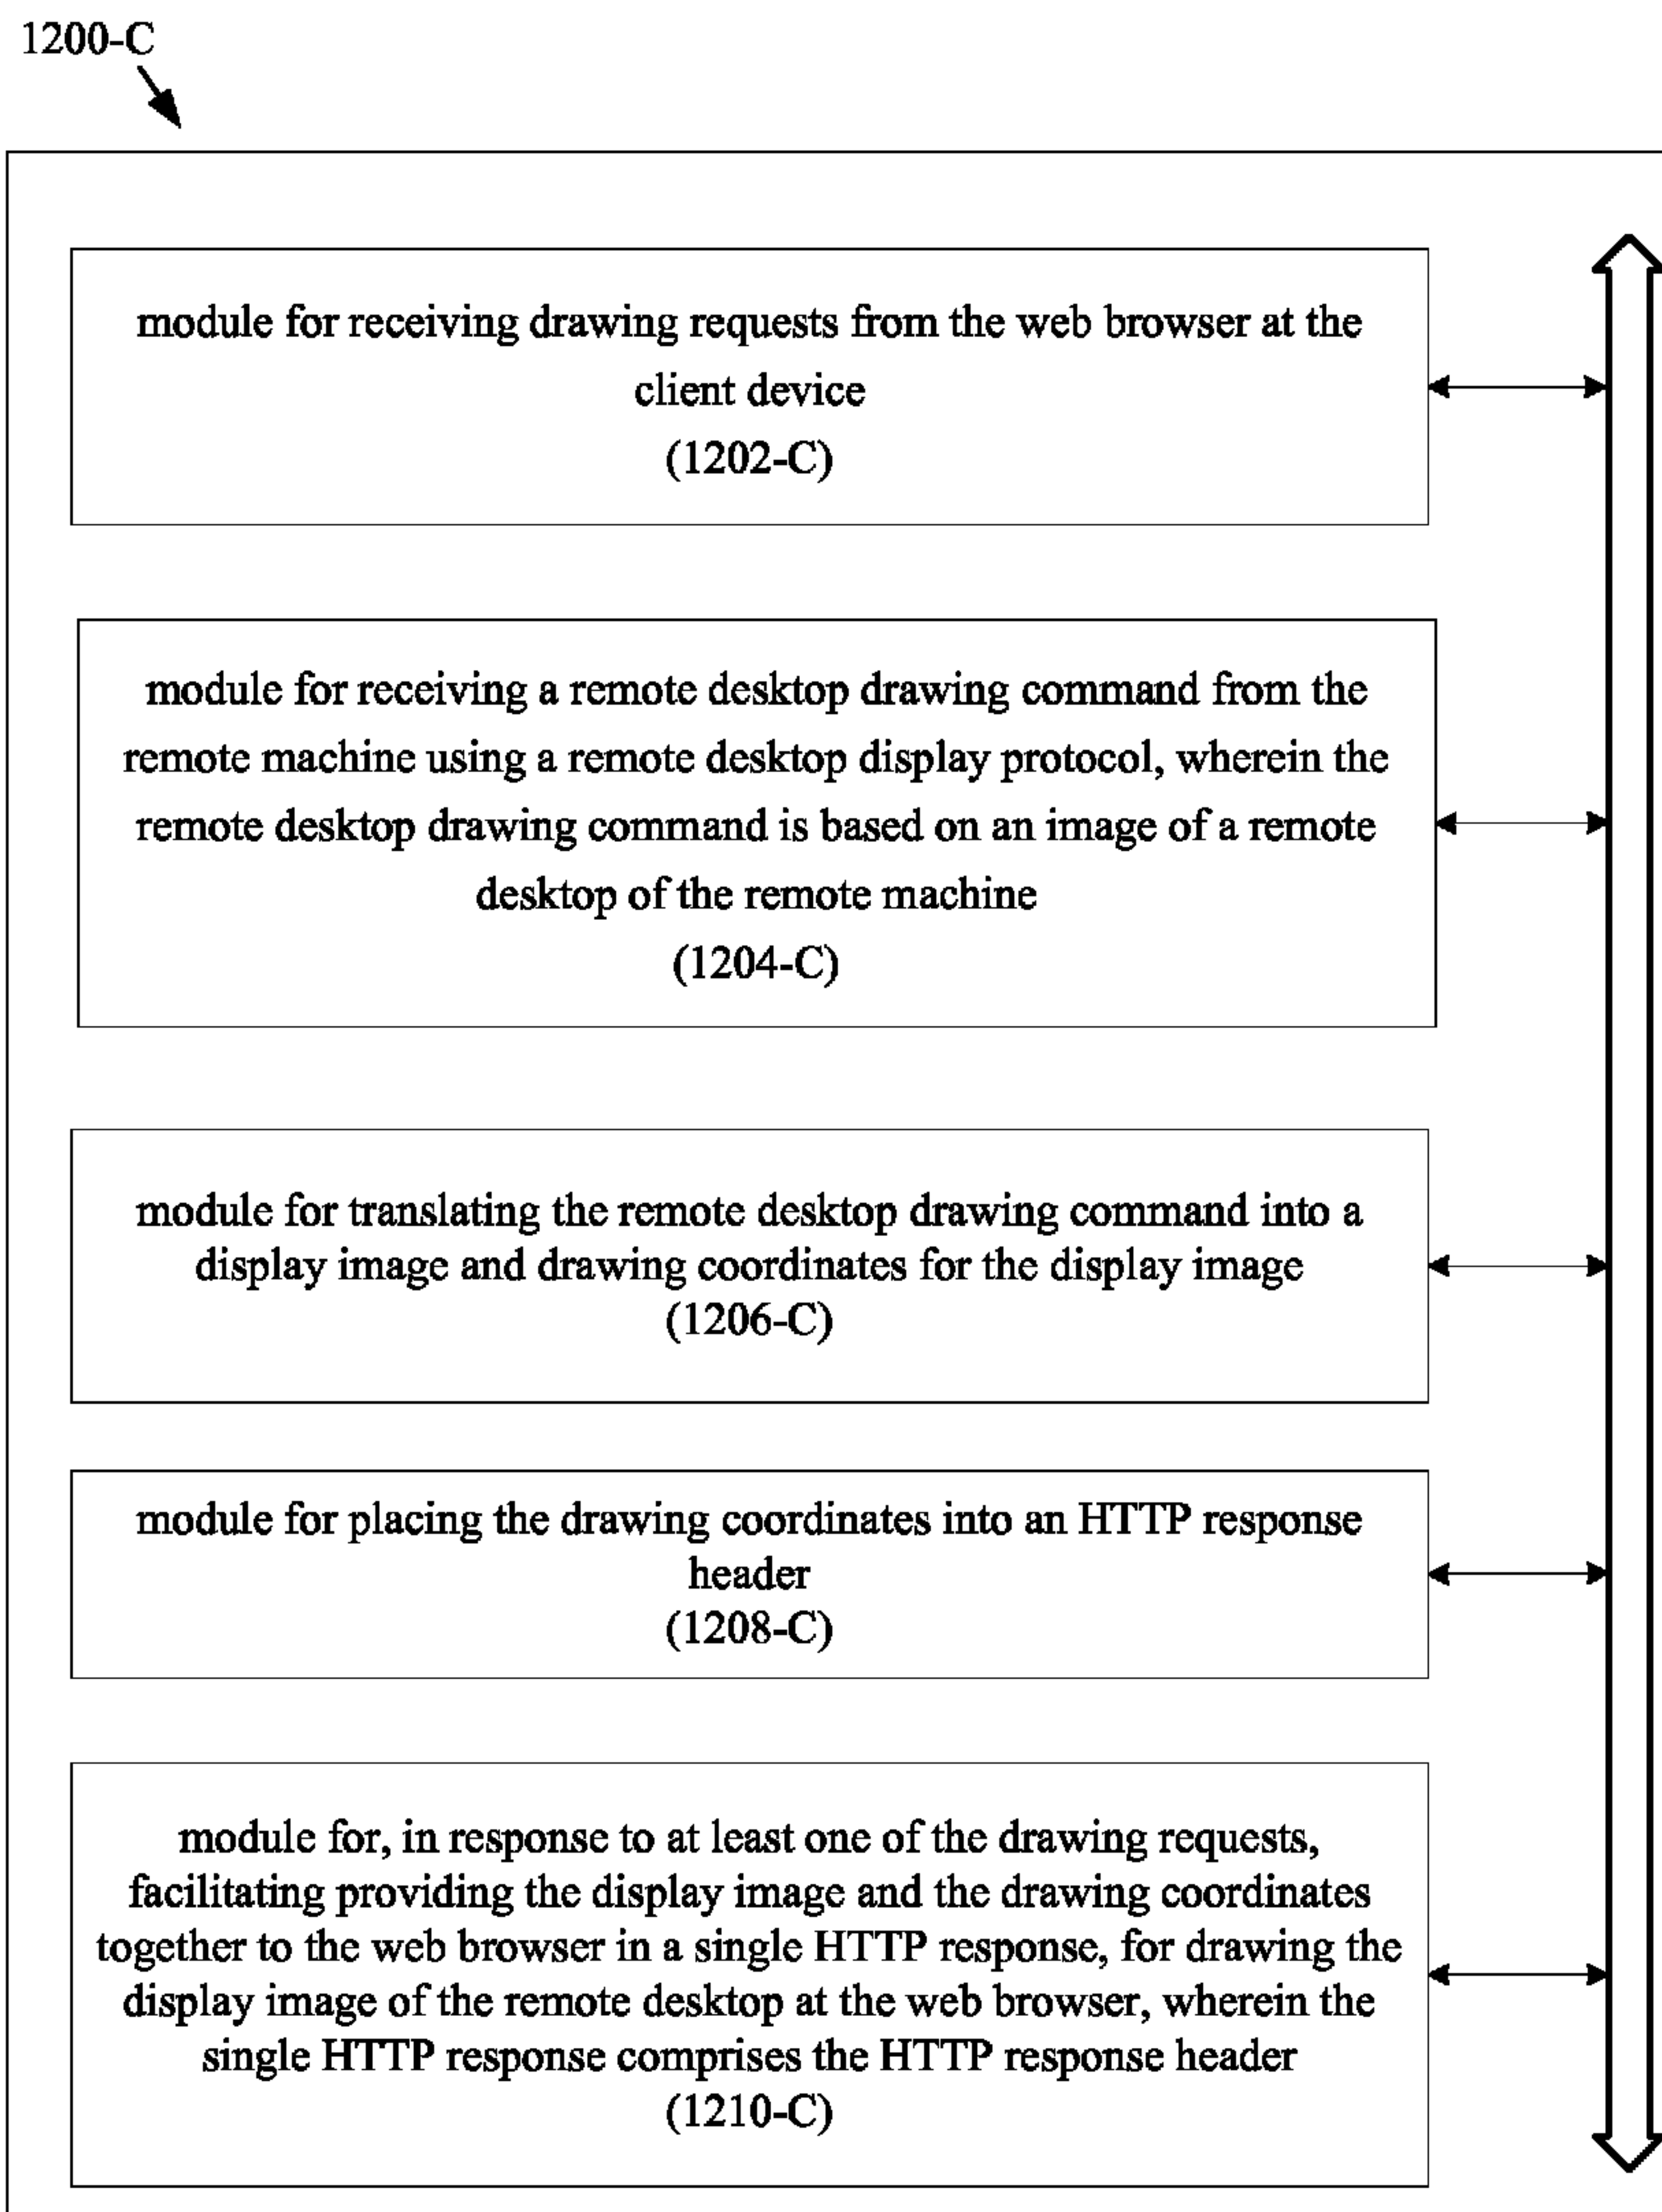 1200-C
module for receiving drawing requests from the web browser at the
client device
(1202-C)
module for receiving a remote desktop drawing command from the
remote machine using a remote desktop display protocol, wherein the
remote desktop drawing command is based on an image of a remote
desktop of the remote machine
(1204-C)
module for translating the remote desktop drawing command into a
display image and drawing coordinates for the display image
(1206-C)
module for placing the drawing coordinates into an HTTP response
header
(1208-C)
module for, in response to at least one of the drawing requests,
facilitating providing the display image and the drawing coordinates
together to the web browser in a single HTTP response, for drawing the
display image of the remote desktop at the web browser, wherein the
single HTTP response comprises the HTTP response header
(1210-C)